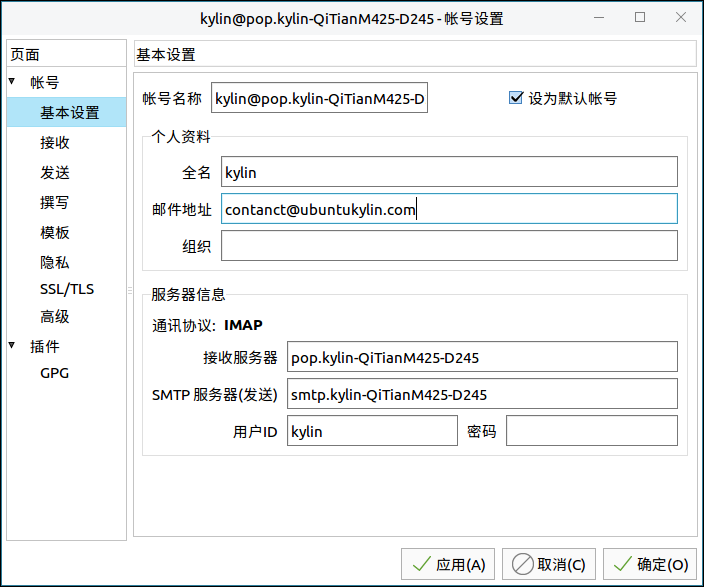 kylin@pop.kylin-QiTianM425-D245 - 帐号设置
页面
帐号
基本设置
接收
发送
撰写
模板
隐私
SSL/TLS
高级
插件
GPG
基本设置
帐号名称 kylin@pop.kylin-QiTianM425-D 设为默认帐号
个人资料
全名 kylin
邮件地址 contanct@ubuntukylin.com
组织
服务器信息
通讯协议: IMAP
接收服务器 pop.kylin-QiTianM425-D245
SMTP 服务器(发送) smtp.kylin-QiTianM425-D245
用户ID kylin 密码
应用(A) 取消(C) 确定(O)